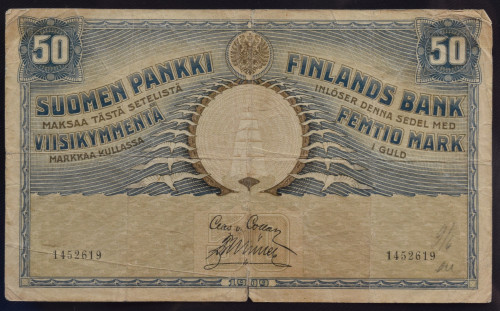 50
50
SUOMEN PANKKI
MAKSAA TÄSTÄ SETELISTÄ
VIISIKYMMENTÄ
MARKKAA KULLASSA
FINLANDS BANK
INLÖSER DENNA SEDEL MED
FEMTIO MARK
I GULD
1452619
1452619
1909